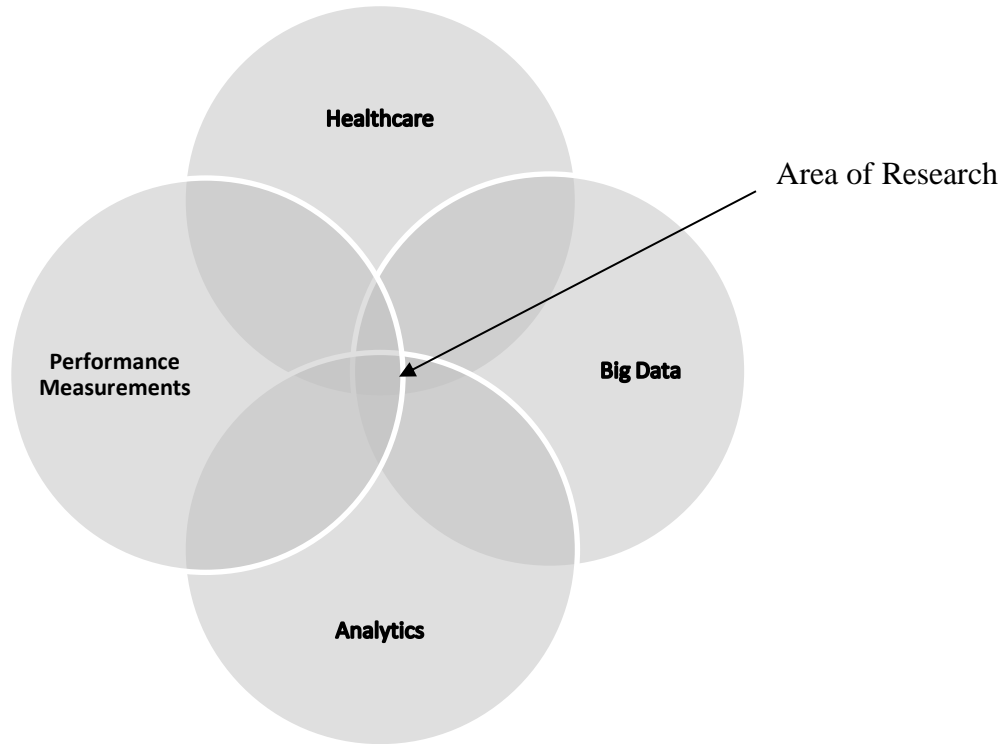 Healthcare
Area of Research
Performance
Measurements
Big Data
Analytics